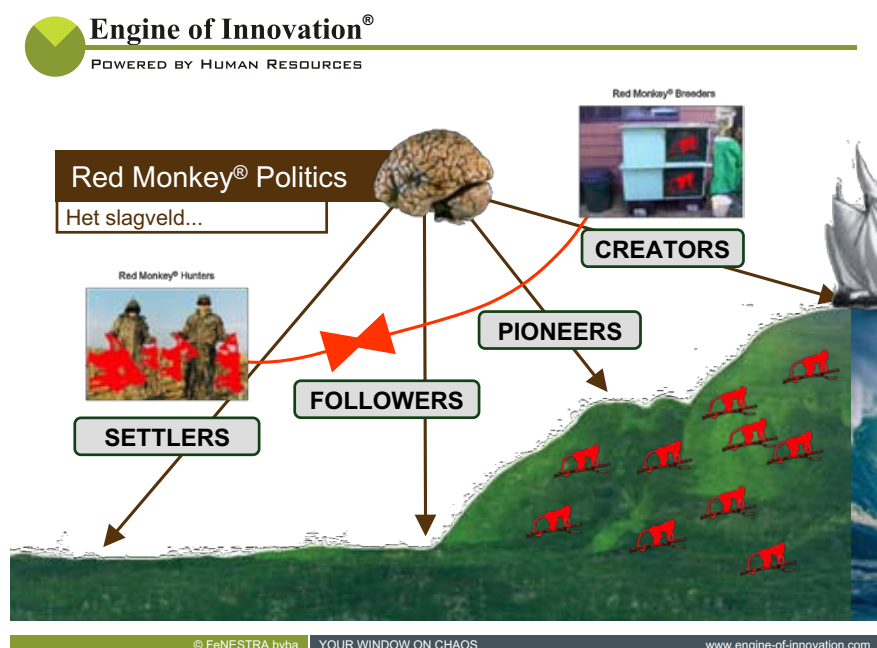 Engine of Innovation®
POWERED BY HUMAN RESOURCES
Red Monkey® Breeders
Red Monkey® Politics
Het slagveld...
CREATORS
Red Monkey® Hunters
PIONEERS
FOLLOWERS
SETTLERS
© FeNESTRA bvba
YOUR WINDOW ON CHAOS
www.engine-of-innovation.com